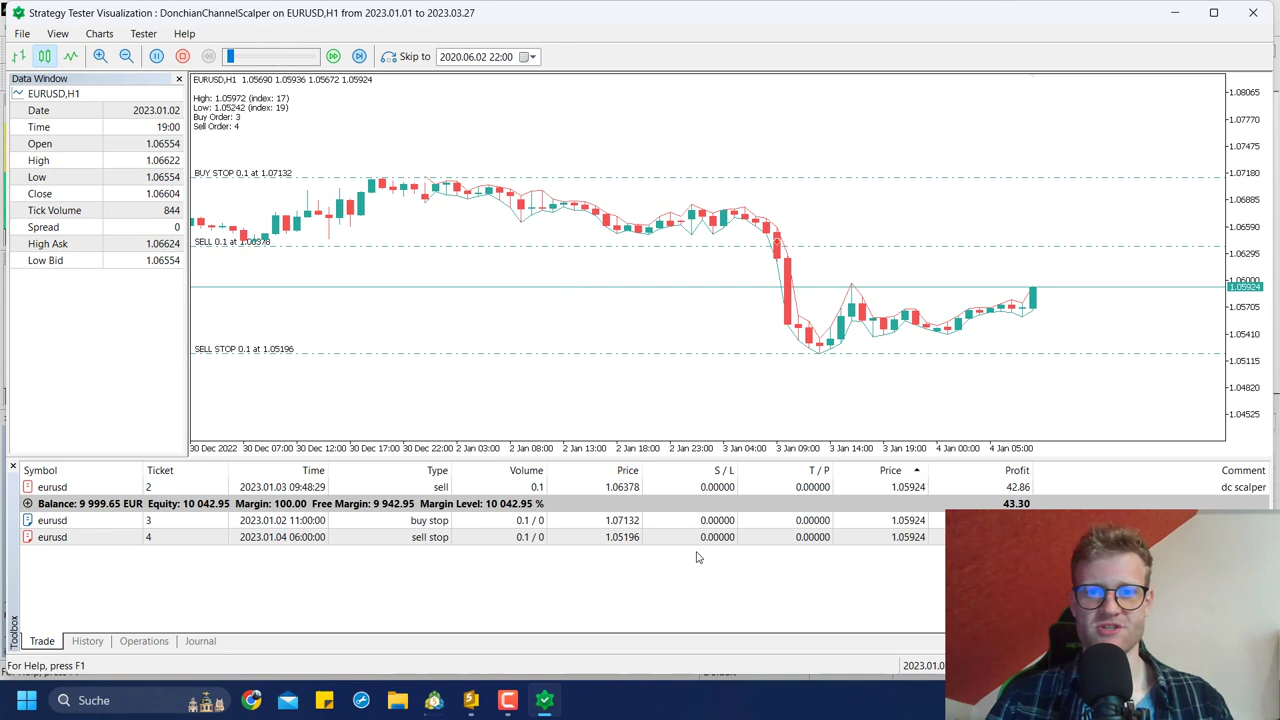 Strategy Tester Visualization : DonchianChannelScalper on EURUSD,H1 from 2023.01.01 to 2023.03.27
File View Charts Tester Help
Skip to 2020.06.02 22:00
Data Window
EURUSD,H1
Date 2023.01.02
Time 19:00
Open 1.06554
High 1.06622
Low 1.06554
Close 1.06604
Tick Volume 844
Spread 0
High Ask 1.06624
Low Bid 1.06554
EURUSD,H1 1.05690 1.05936 1.05672 1.05924
High: 1.05972 (index: 17)
Low: 1.05242 (index: 19)
Buy Order: 3
Sell Order: 4
BUY STOP 0.1 at 1.07132
SELL 0.1 at 1.06378
SELL STOP 0.1 at 1.05196
1.08065
1.07770
1.07475
1.07180
1.06885
1.06590
1.06295
1.06000
1.05924
1.05705
1.05410
1.05115
1.04820
1.04525
30 Dec 2022 30 Dec 07:00 30 Dec 12:00 30 Dec 17:00 30 Dec 22:00 2 Jan 03:00 2 Jan 08:00 2 Jan 13:00 2 Jan 18:00 2 Jan 23:00 3 Jan 04:00 3 Jan 09:00 3 Jan 14:00 3 Jan 19:00 4 Jan 00:00 4 Jan 05:00
Symbol Ticket Time Type Volume Price S / L T / P Price Profit Comment
eurusd 2 2023.01.03 09:48:29 sell 0.1 1.06378 0.00000 0.00000 1.05924 42.86 dc scalper
Balance: 9 999.65 EUR Equity: 10 042.95 Margin: 100.00 Free Margin: 9 942.95 Margin Level: 10 042.95 % 43.30
eurusd 3 2023.01.02 11:00:00 buy stop 0.1 / 0 1.07132 0.00000 0.00000 1.05924
eurusd 4 2023.01.04 06:00:00 sell stop 0.1 / 0 1.05196 0.00000 0.00000 1.05924
Toolbox
Trade History Operations Journal
For Help, press F1
2023.01.0
Suche